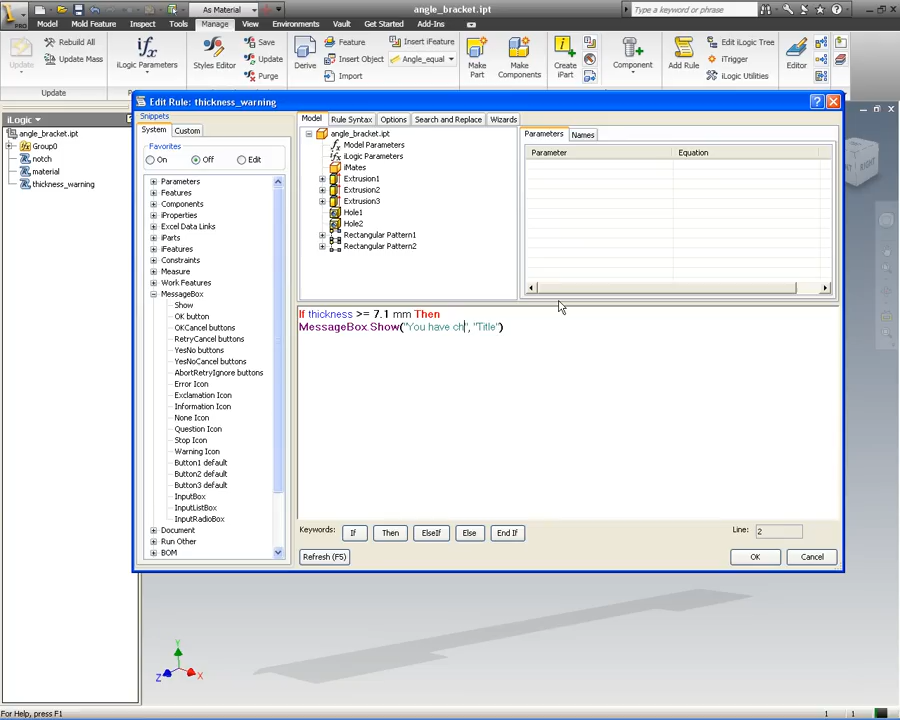 angle_bracket.ipt
As Material
Type a keyword or phrase
PRO
Model
Model Feature
Inspect
Tools
Manage
View
Environments
Vault
Get Started
Add-Ins
Update
Rebuild All
Update Mass
Update
iLogic Parameters
Styles Editor
Save
Update
Purge
Derive
Feature
Insert Object
Import
Insert iFeature
Angle_equal
Make Part
Make Components
Create iPart
Component
Add Rule
Edit iLogic Tree
iTrigger
iLogic Utilities
Editor
iLogic
angle_bracket.ipt
Group0
notch
material
thickness_warning
Edit Rule: thickness_warning
Snippets
System
Custom
Favorites
On
Off
Edit
Parameters
Features
Components
iProperties
Excel Data Links
iParts
iFeatures
Constraints
Measure
Work Features
MessageBox
Show
OK button
OKCancel buttons
RetryCancel buttons
YesNo buttons
YesNoCancel buttons
AbortRetryIgnore buttons
Error Icon
Exclamation Icon
Information Icon
None Icon
Question Icon
Stop Icon
Warning Icon
Button1 default
Button2 default
Button3 default
InputBox
InputListBox
InputRadioBox
Document
Run Other
BOM
Model
Rule Syntax
Options
Search and Replace
Wizards
angle_bracket.ipt
Model Parameters
iLogic Parameters
iMates
Extrusion1
Extrusion2
Extrusion3
Hole1
Hole2
Rectangular Pattern1
Rectangular Pattern2
Parameters
Names
Parameter
Equation
If thickness >= 7.1 mm Then
MessageBox.Show("You have ch", "Title")
Keywords:
If
Then
ElseIf
Else
End If
Line:
2
Refresh (F5)
OK
Cancel
Y
Z
X
For Help, press F1
1
1